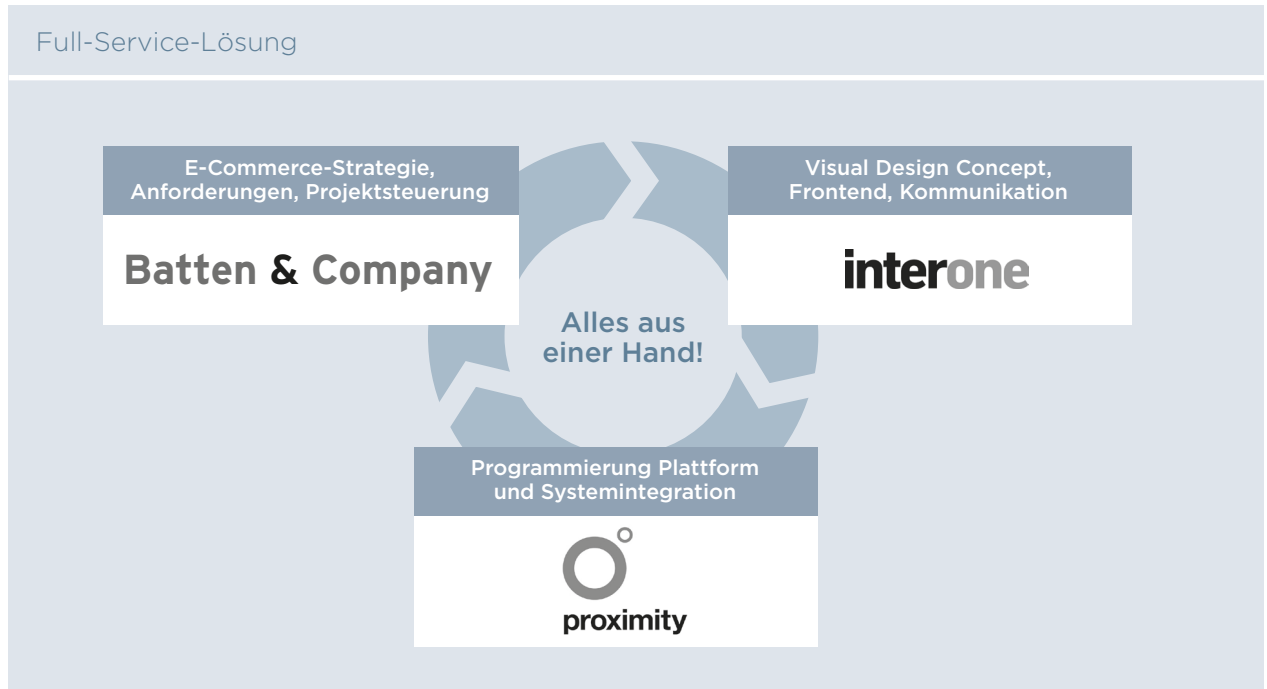 Full-Service-Lösung
E-Commerce-Strategie,
Anforderungen, Projektsteuerung
Batten & Company
Visual Design Concept,
Frontend, Kommunikation
interone
Alles aus
einer Hand!
Programmierung Plattform
und Systemintegration
proximity